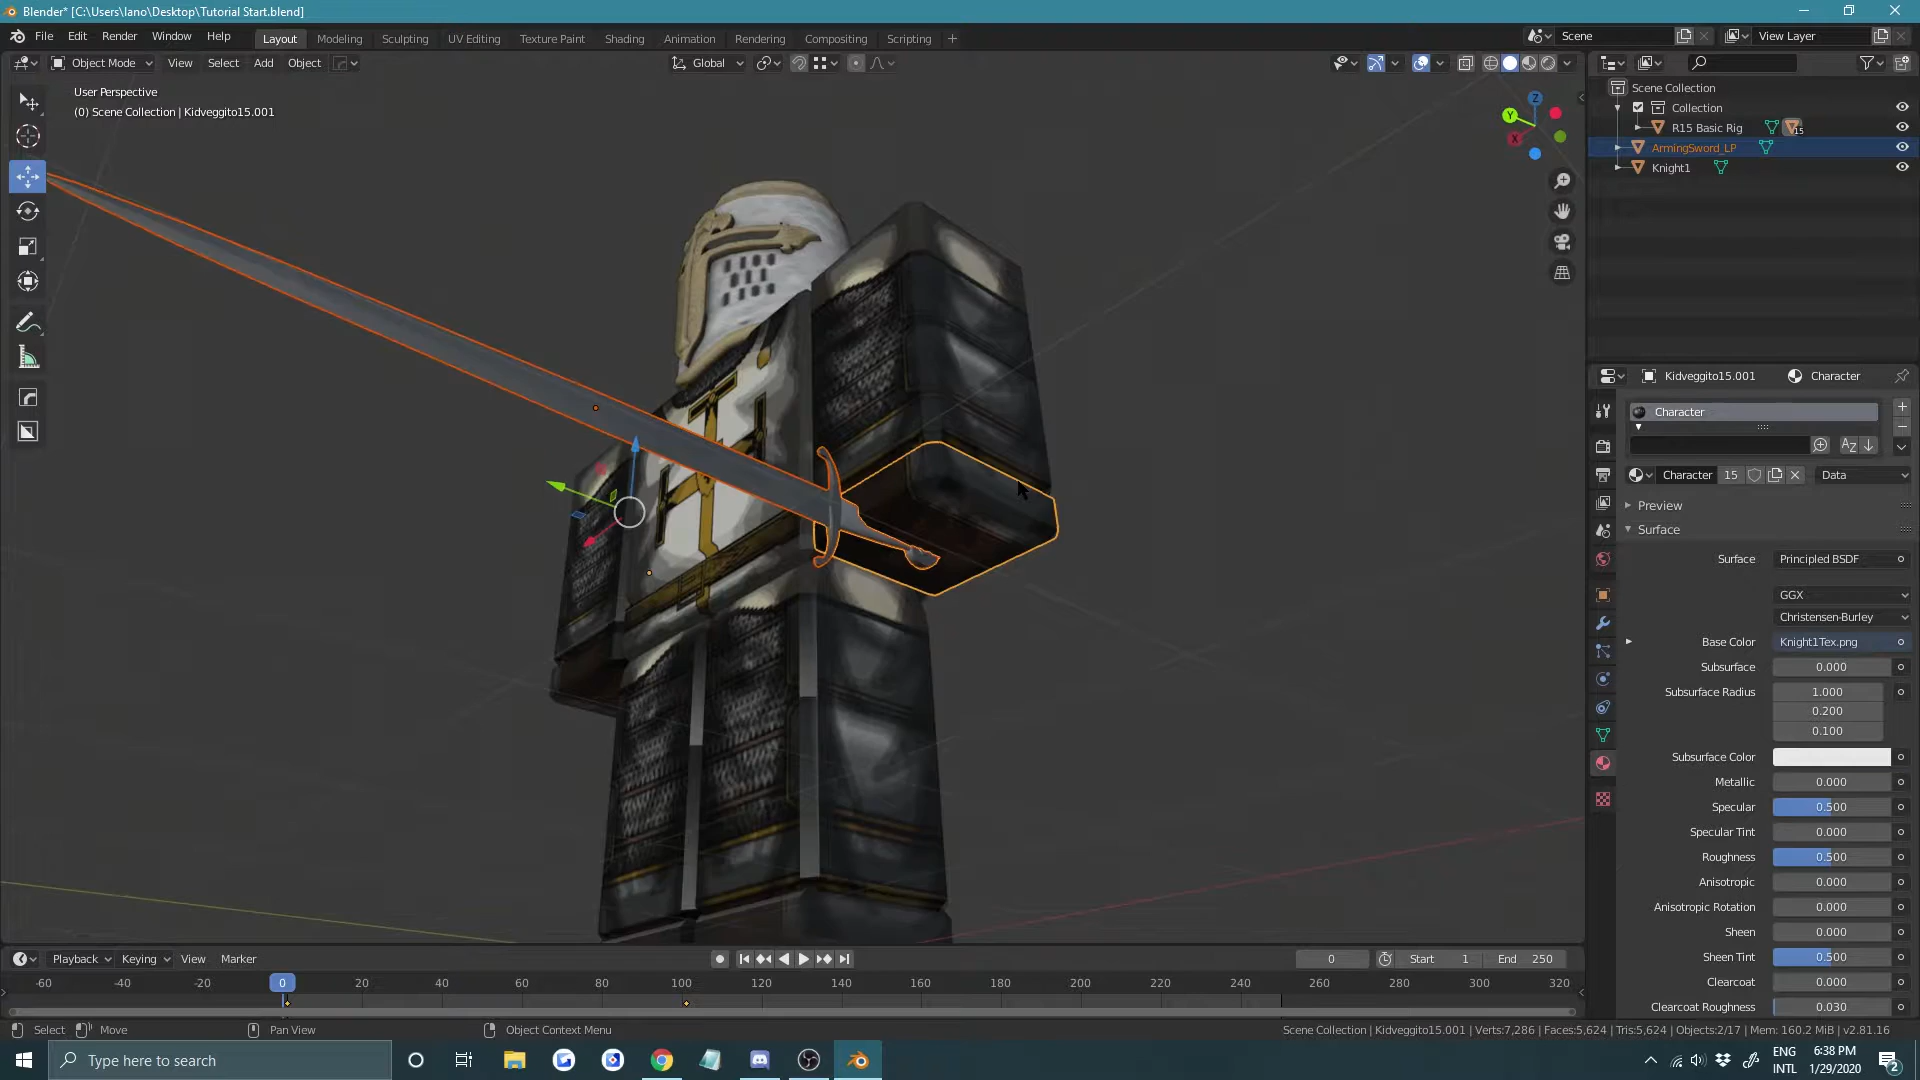 Blender* [C:\Users\Iano\Desktop\Tutorial Start.blend]
File Edit Render Window Help Layout Modeling Sculpting UV Editing Texture Paint Shading Animation Rendering Compositing Scripting + Scene View Layer
Object Mode View Select Add Object Global
User Perspective
(0) Scene Collection | Kidveggito15.001
Z
Y
X
Scene Collection
Collection
R15 Basic Rig 15
ArmingSword_LP
Knight1
Kidveggito15.001 Character
Character
Character 15 Data
Preview
Surface
Surface Principled BSDF
GGX
Christensen-Burley
Base Color Knight1Tex.png
Subsurface 0.000
Subsurface Radius 1.000
0.200
0.100
Subsurface Color
Metallic 0.000
Specular 0.500
Specular Tint 0.000
Roughness 0.500
Anisotropic 0.000
Anisotropic Rotation 0.000
Sheen 0.000
Sheen Tint 0.500
Clearcoat 0.000
Clearcoat Roughness 0.030
Playback Keying View Marker 0 Start 1 End 250
-60 -40 -20 0 20 40 60 80 100 120 140 160 180 200 220 240 260 280 300 320
Select Move Pan View Object Context Menu Scene Collection | Kidveggito15.001 | Verts:7,286 | Faces:5,624 | Tris:5,624 | Objects:2/17 | Mem: 160.2 MiB | v2.81.16
Type here to search
ENG
INTL
6:38 PM
1/29/2020
2